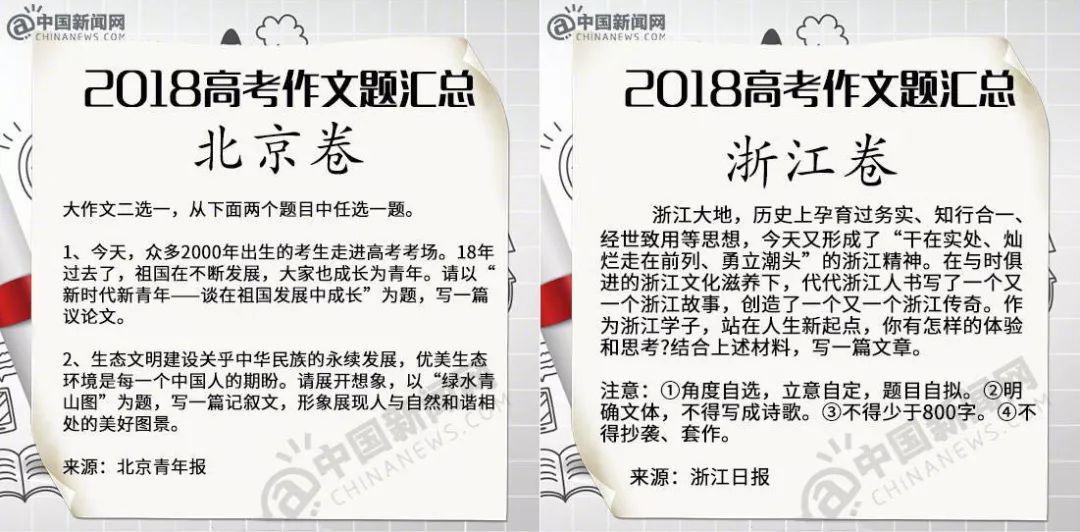 中国新闻网
CHINANEWS.COM
2018高考作文题汇总
北京卷
大作文二选一，从下面两个题目中任选一题。
1、今天，众多2000年出生的考生走进高考考场。18年
过去了，祖国在不断发展，大家也成长为青年。请以“
新时代新青年——谈在祖国发展中成长”为题，写一篇
议论文。
2、生态文明建设关乎中华民族的永续发展，优美生态
环境是每一个中国人的期盼。请展开想象，以“绿水青
山图”为题，写一篇记叙文，形象展现人与自然和谐相
处的美好图景。
来源：北京青年报
@中国新闻网
CHINANEWS.COM
中国新闻网
CHINANEWS.COM
2018高考作文题汇总
浙江卷
浙江大地，历史上孕育过务实、知行合一、
经世致用等思想，今天又形成了“干在实处、灿
烂走在前列、勇立潮头”的浙江精神。在与时俱
进的浙江文化滋养下，代代浙江人书写了一个又
一个浙江故事，创造了一个又一个浙江传奇。作
为浙江学子，站在人生新起点，你有怎样的体验
和思考?结合上述材料，写一篇文章。
注意：①角度自选，立意自定，题目自拟。②明
确文体，不得写成诗歌。③不得少于800字。④不
得抄袭、套作。
来源：浙江日报
@中国新闻网
CHINANEWS.COM